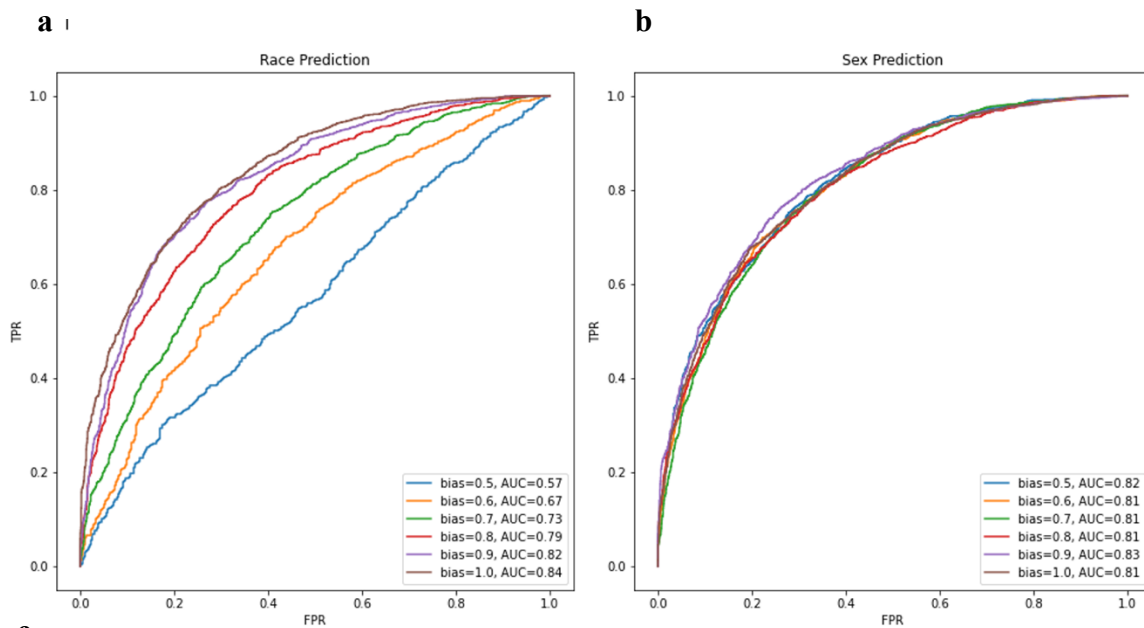 a
b
Race Prediction
1.0
0.8
0.6
0.4
0.2
0.0
TPR
bias=0.5, AUC=0.57
bias=0.6, AUC=0.67
bias=0.7, AUC=0.73
bias=0.8, AUC=0.79
bias=0.9, AUC=0.82
bias=1.0, AUC=0.84
0.0 0.2 0.4 0.6 0.8 1.0
FPR
Sex Prediction
1.0
0.8
0.6
0.4
0.2
0.0
TPR
bias=0.5, AUC=0.82
bias=0.6, AUC=0.81
bias=0.7, AUC=0.81
bias=0.8, AUC=0.81
bias=0.9, AUC=0.83
bias=1.0, AUC=0.81
0.0 0.2 0.4 0.6 0.8 1.0
FPR